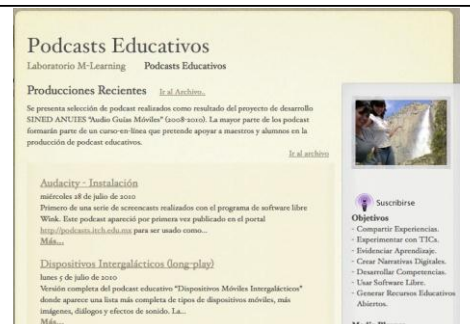 Podcasts Educativos
Laboratorio M-Learning Podcasts Educativos
Producciones Recientes Ir al Archivo..
Se presenta selección de podcast realizados como resultado del proyecto de desarrollo
SINED ANUIES "Audio Guías Móviles" (2008-2010). La mayor parte de los podcast
formarán parte de un curso-en-línea que pretende apoyar a maestros y alumnos en la
producción de podcast educativos.
Ir al archivo
Audacity - Instalación
miércoles 28 de julio de 2010
Primero de una serie de screencasts realizados con el programa de software libre
Wink. Este podcast apareció por primera vez publicado en el portal
http://podcasts.itch.edu.mx para ser usado como...
Más...
Dispositivos Intergalácticos (long-play)
lunes 5 de julio de 2010
Versión completa del podcast educativo "Dispositivos Móviles Intergalácticos"
donde aparece una lista más completa de tipos de dispositivos móviles, más
imagenes, diálogos y efectos de sonido. La...
Más...
Suscribirse
Objetivos
- Compartir Experiencias.
- Experimentar con TICs.
- Evidenciar Aprendizaje.
- Crear Narrativas Digitales.
- Desarrollar Competencias.
- Usar Software Libre.
- Generar Recursos Educativos
Abiertos.